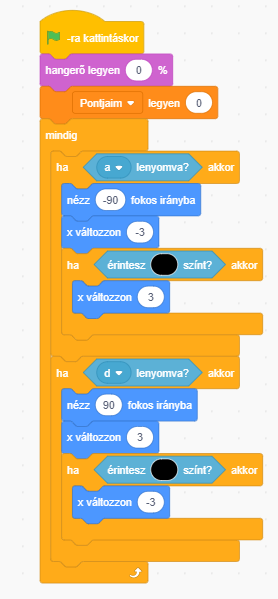 -ra kattintáskor
hangerő legyen 0 %
Pontjaim legyen 0
mindig
ha a lenyomva? akkor
nézz -90 fokos irányba
x változzon -3
ha érintesz színt? akkor
x változzon 3
ha d lenyomva? akkor
nézz 90 fokos irányba
x változzon 3
ha érintesz színt? akkor
x változzon -3